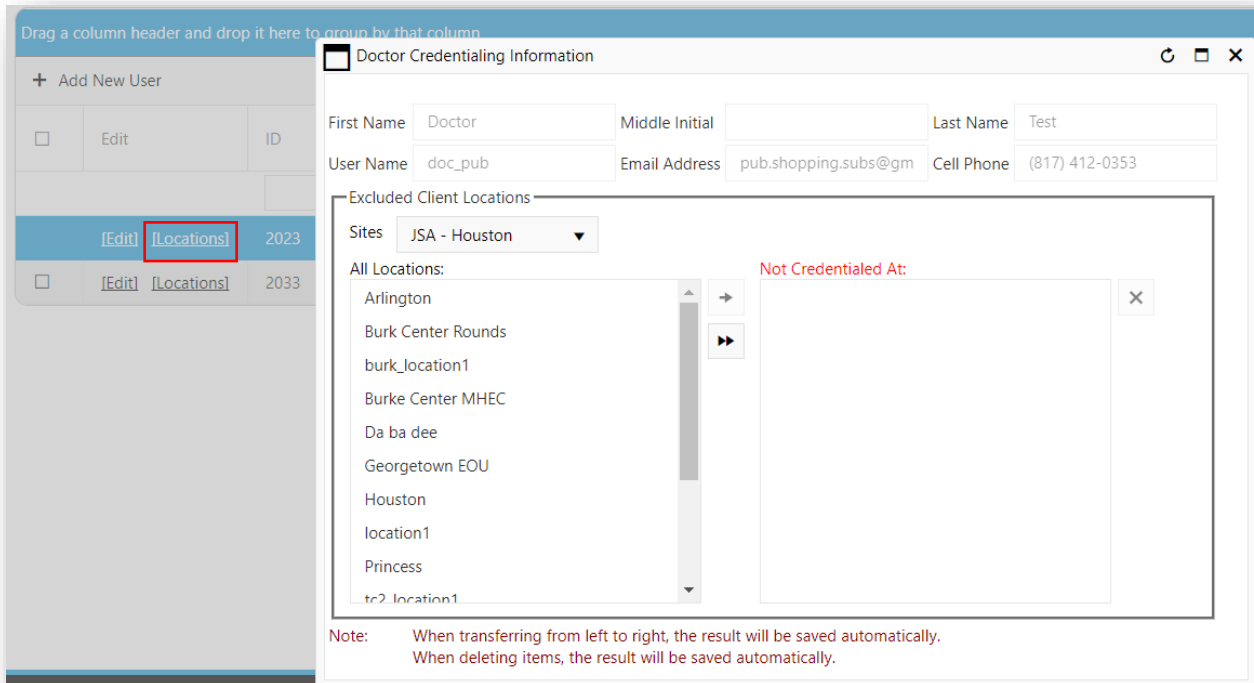 Drag a column header and drop it here to group by that column
Doctor Credentialing Information
+ Add New User
Edit ID
First Name Doctor Middle Initial Last Name Test
User Name doc_pub Email Address pub.shopping.subs@gm Cell Phone (817) 412-0353
Excluded Client Locations
Sites JSA - Houston
[Edit] [Locations] 2023
[Edit] [Locations] 2033
All Locations: Not Credentialed At:
Arlington
Burk Center Rounds
burk_location1
Burke Center MHEC
Da ba dee
Georgetown EOU
Houston
location1
Princess
tc2_location1
Note: When transferring from left to right, the result will be saved automatically.
When deleting items, the result will be saved automatically.